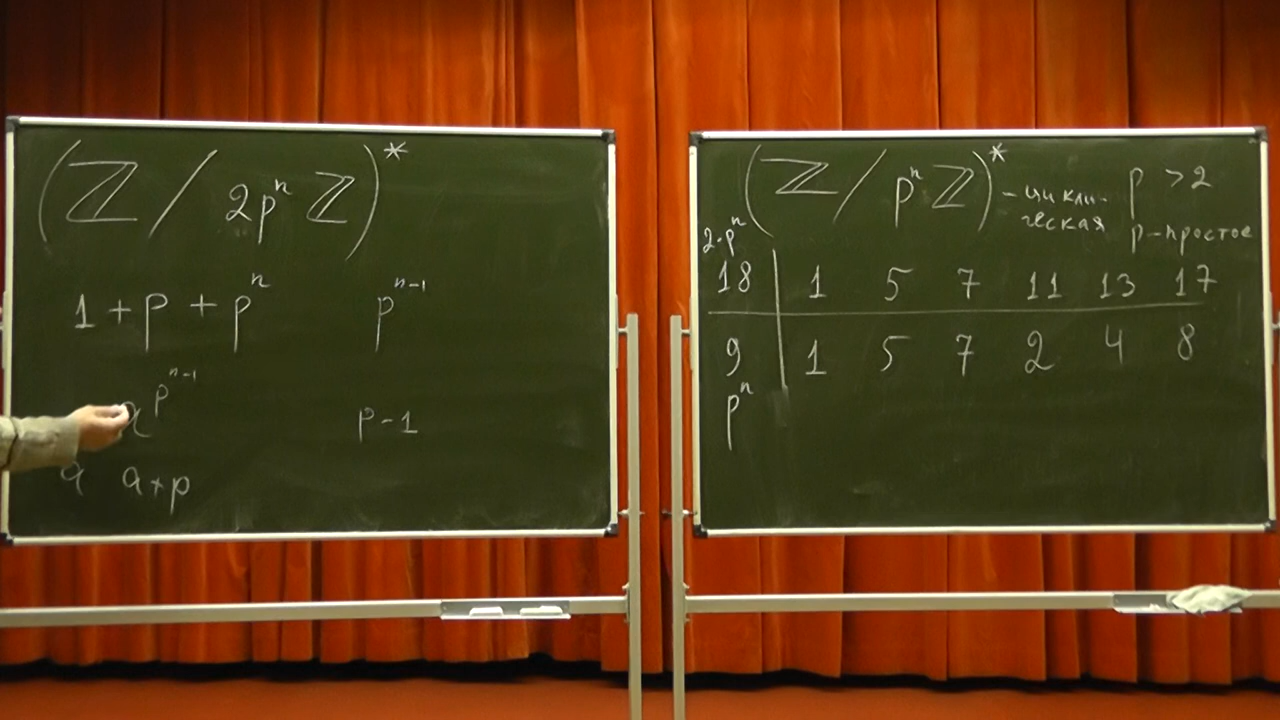 (ℤ / 2pⁿ ℤ)*
1 + p + pⁿ pⁿ⁻¹
a^(pⁿ⁻¹) p - 1
a a + p
(ℤ / pⁿ ℤ)* - цикли- p > 2
ческая p - простое
2·pⁿ
18 | 1 5 7 11 13 17
9 | 1 5 7 2 4 8
pⁿ